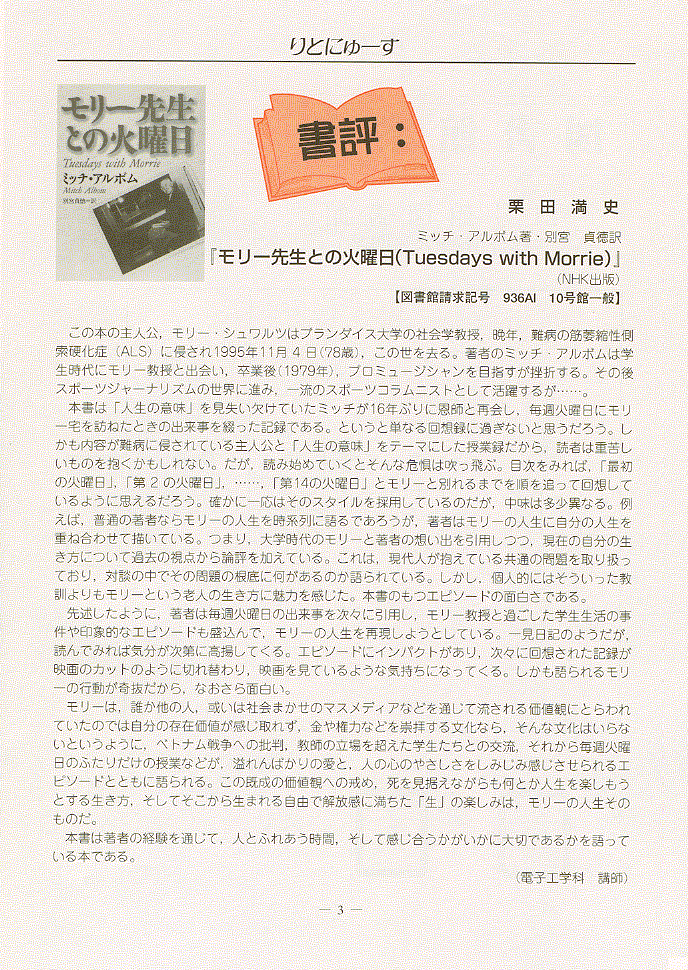 りとにゅーす
モリー先生
との火曜日
Tuesdays with Morrie
ミッチ・アルボム
Mitch Albom
別宮貞徳=訳
書評：
栗田満史
ミッチ・アルボム著・別宮　貞徳訳
『モリー先生との火曜日(Tuesdays with Morrie)』
（NHK出版）
【図書館請求記号　936Al　10号館一般】
この本の主人公，モリー・シュワルツはブランダイス大学の社会学教授，晩年，難病の筋萎縮性側
索硬化症（ALS）に侵され1995年11月 4 日(78歳)，この世を去る。著者のミッチ・アルボムは学
生時代にモリー教授と出会い，卒業後(1979年)，プロミュージシャンを目指すが挫折する。その後
スポーツジャーナリズムの世界に進み，一流のスポーツコラムニストとして活躍するが……。
本書は「人生の意味」を見失い欠けていたミッチが16年ぶりに恩師と再会し，毎週火曜日にモリ
ー宅を訪ねたときの出来事を綴った記録である。というと単なる回想録に過ぎないと思うだろう。し
かも内容が難病に侵されている主人公と「人生の意味」をテーマにした授業録だから，読者は重苦し
いものを抱くかもしれない。だが，読み始めていくとそんな危惧は吹っ飛ぶ。目次をみれば，「最初
の火曜日」，「第 2 の火曜日」，……，「第14の火曜日」とモリーと別れるまでを順を追って回想して
いるように思えるだろう。確かに一応はそのスタイルを採用しているのだが，中味は多少異なる。例
えば，普通の著者ならモリーの人生を時系列に語るであろうが，著者はモリーの人生に自分の人生を
重ね合わせて描いている。つまり，大学時代のモリーと著者の想い出を引用しつつ，現在の自分の生
き方について過去の視点から論評を加えている。これは，現代人が抱えている共通の問題を取り扱っ
ており，対談の中でその問題の根底に何があるのか語られている。しかし，個人的にはそういった教
訓よりもモリーという老人の生き方に魅力を感じた。本書のもつエピソードの面白さである。
先述したように，著者は毎週火曜日の出来事を次々に引用し，モリー教授と過ごした学生生活の事
件や印象的なエピソードも盛込んで，モリーの人生を再現しようとしている。一見日記のようだが，
読んでみれば気分が次第に高揚してくる。エピソードにインパクトがあり，次々に回想された記録が
映画のカットのように切れ替わり，映画を見ているような気持ちになってくる。しかも語られるモリ
ーの行動が奇抜だから，なおさら面白い。
モリーは，誰か他の人，或いは社会まかせのマスメディアなどを通じて流される価値観にとらわれ
ていたのでは自分の存在価値が感じ取れず，金や権力などを崇拝する文化なら，そんな文化はいらな
いというように，ベトナム戦争への批判，教師の立場を超えた学生たちとの交流，それから毎週火曜
日のふたりだけの授業などが，溢れんばかりの愛と，人の心のやさしさをしみじみ感じさせられるエ
ピソードとともに語られる。この既成の価値観への戒め，死を見据えながらも何とか人生を楽しもう
とする生き方，そしてそこから生まれる自由で解放感に満ちた「生」の楽しみは，モリーの人生その
ものだ。
本書は著者の経験を通じて，人とふれあう時間，そして感じ合うかがいかに大切であるかを語って
いる本である。
（電子工学科　講師）
— 3 —